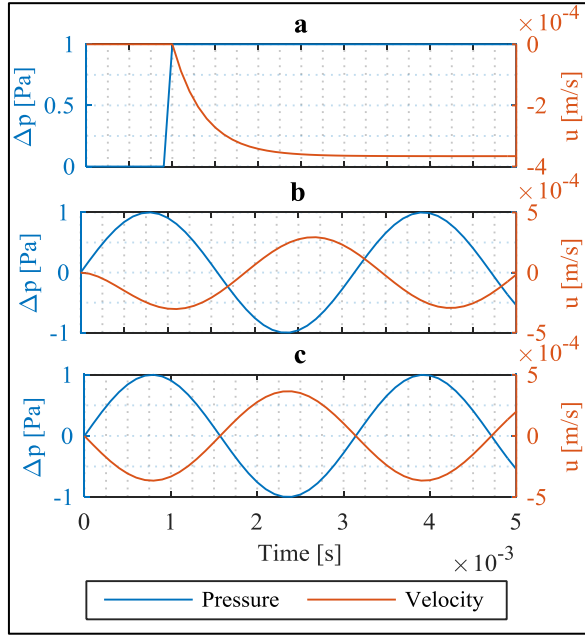 a
×10⁻⁴
Δp [Pa]
1
0.5
0
u [m/s]
0
-2
-4
b
×10⁻⁴
Δp [Pa]
1
0
-1
u [m/s]
5
0
-5
c
×10⁻⁴
Δp [Pa]
1
0
-1
u [m/s]
5
0
-5
0 1 2 3 4 5
Time [s]
×10⁻³
Pressure Velocity